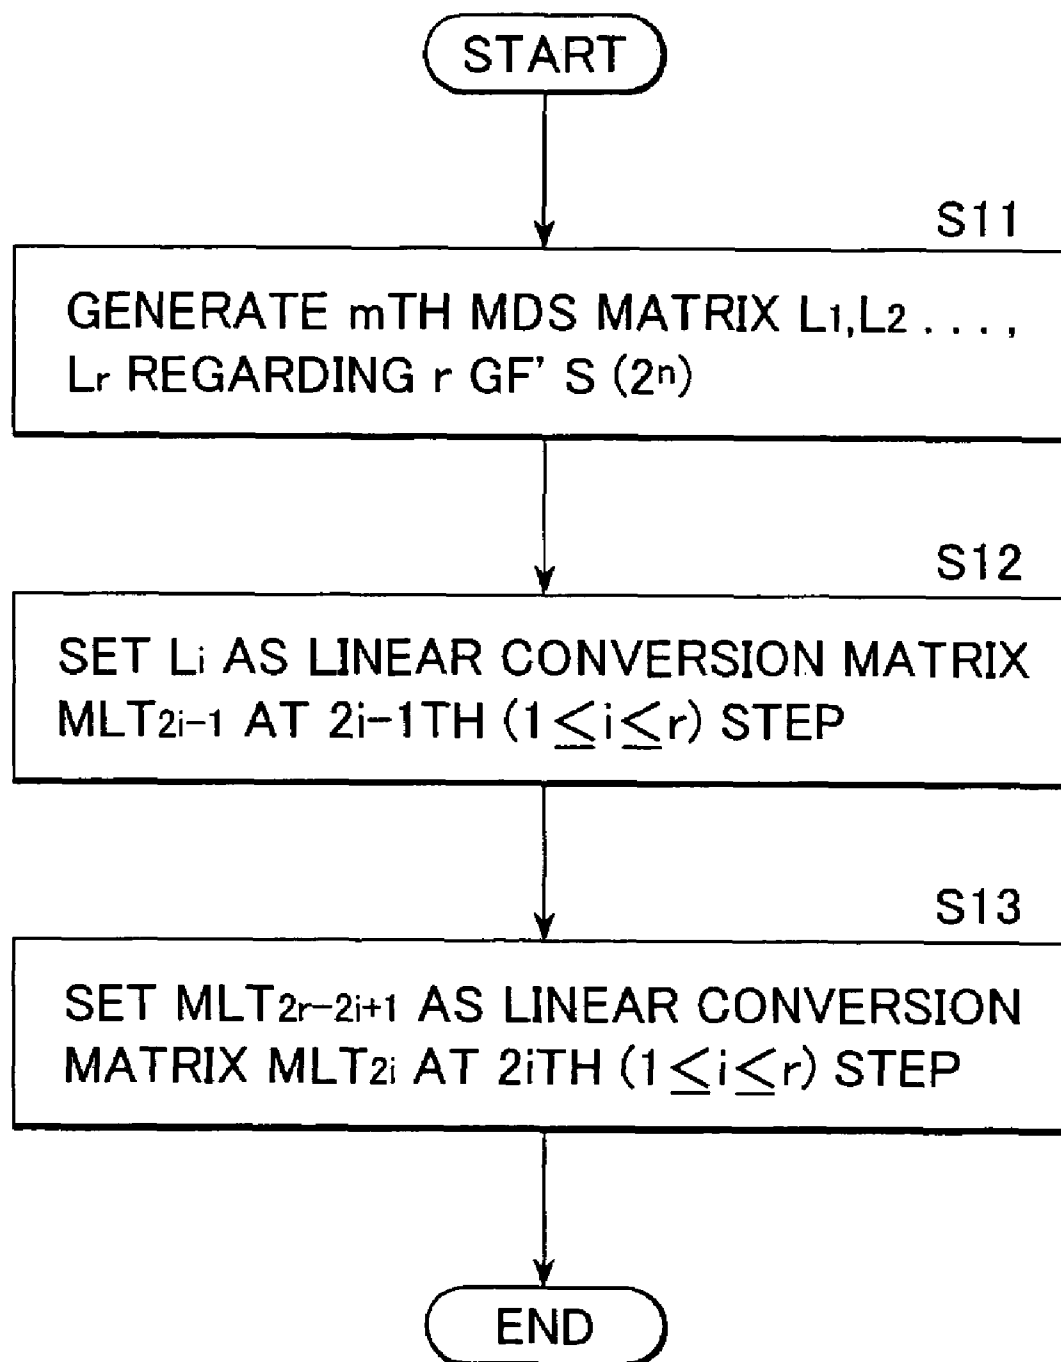 START
S11
GENERATE mTH MDS MATRIX L1,L2 . . . ,
Lr REGARDING r GF' S (2n)
S12
SET Li AS LINEAR CONVERSION MATRIX
MLT2i-1 AT 2i-1TH (1≤i≤r) STEP
S13
SET MLT2r-2i+1 AS LINEAR CONVERSION
MATRIX MLT2i AT 2iTH (1≤i≤r) STEP
END